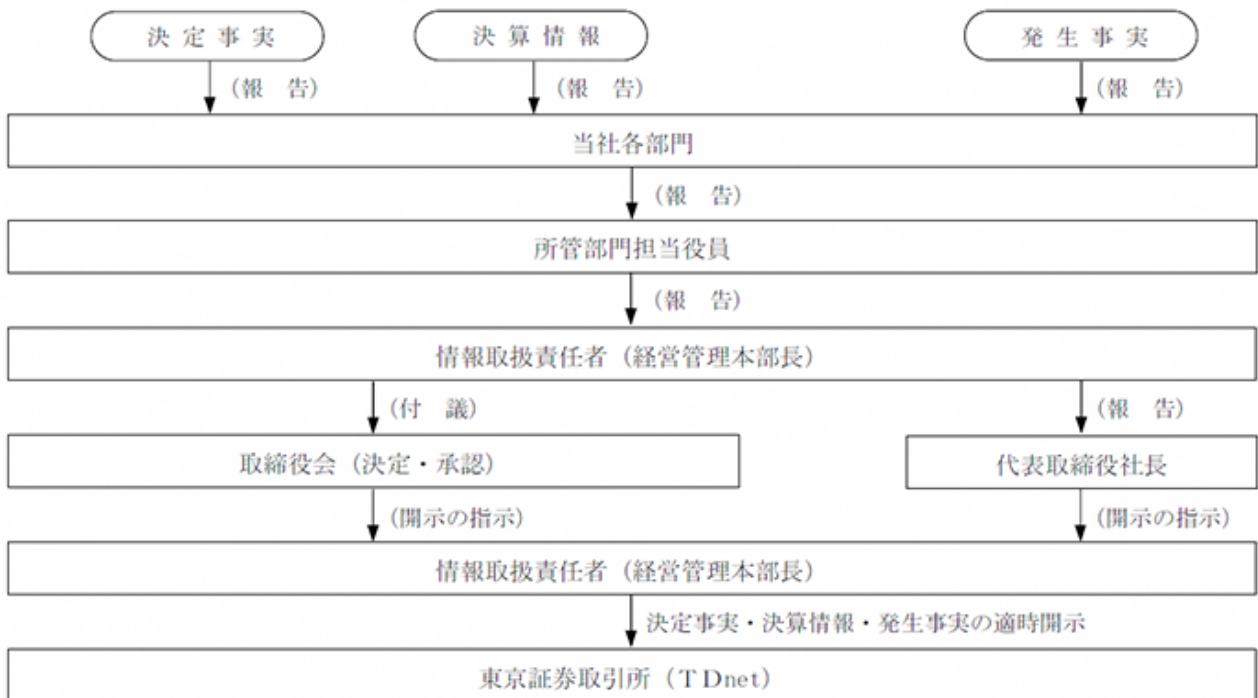 決定事実
決算情報
発生事実
(報 告)
(報 告)
(報 告)
当社各部門
(報 告)
所管部門担当役員
(報 告)
情報取扱責任者(経営管理本部長)
(付 議)
(報 告)
取締役会(決定・承認)
代表取締役社長
(開示の指示)
(開示の指示)
情報取扱責任者(経営管理本部長)
決定事実・決算情報・発生事実の適時開示
東京証券取引所(TDnet)